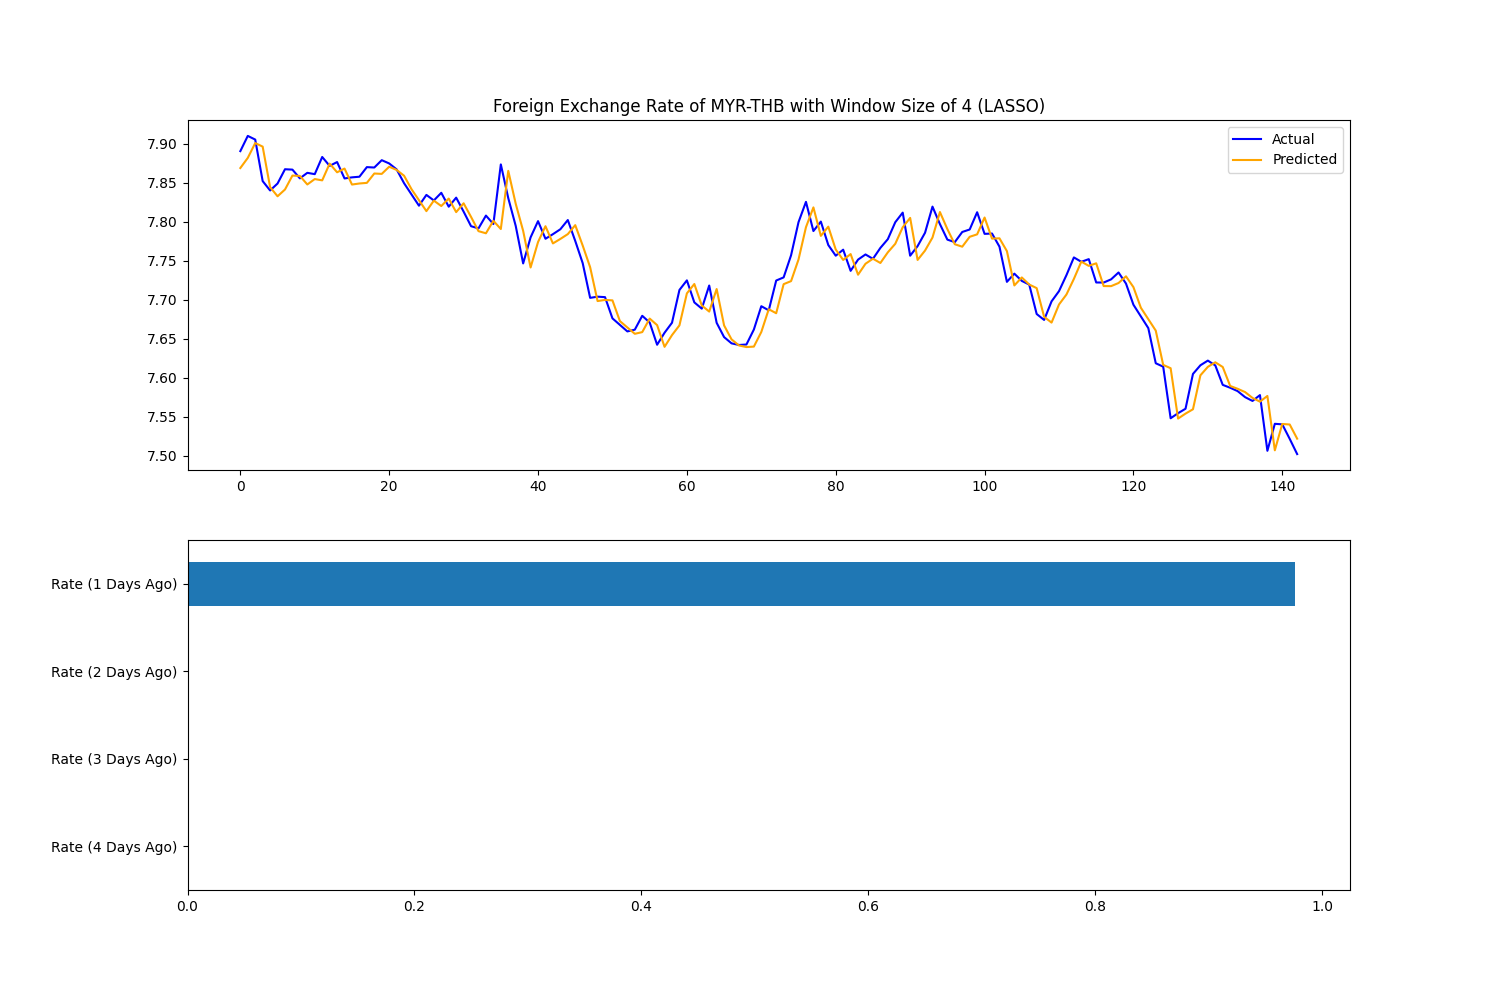 Foreign Exchange Rate of MYR-THB with Window Size of 4 (LASSO)
Actual
Predicted
7.90
7.85
7.80
7.75
7.70
7.65
7.60
7.55
7.50
0 20 40 60 80 100 120 140
Rate (1 Days Ago)
Rate (2 Days Ago)
Rate (3 Days Ago)
Rate (4 Days Ago)
0.0 0.2 0.4 0.6 0.8 1.0